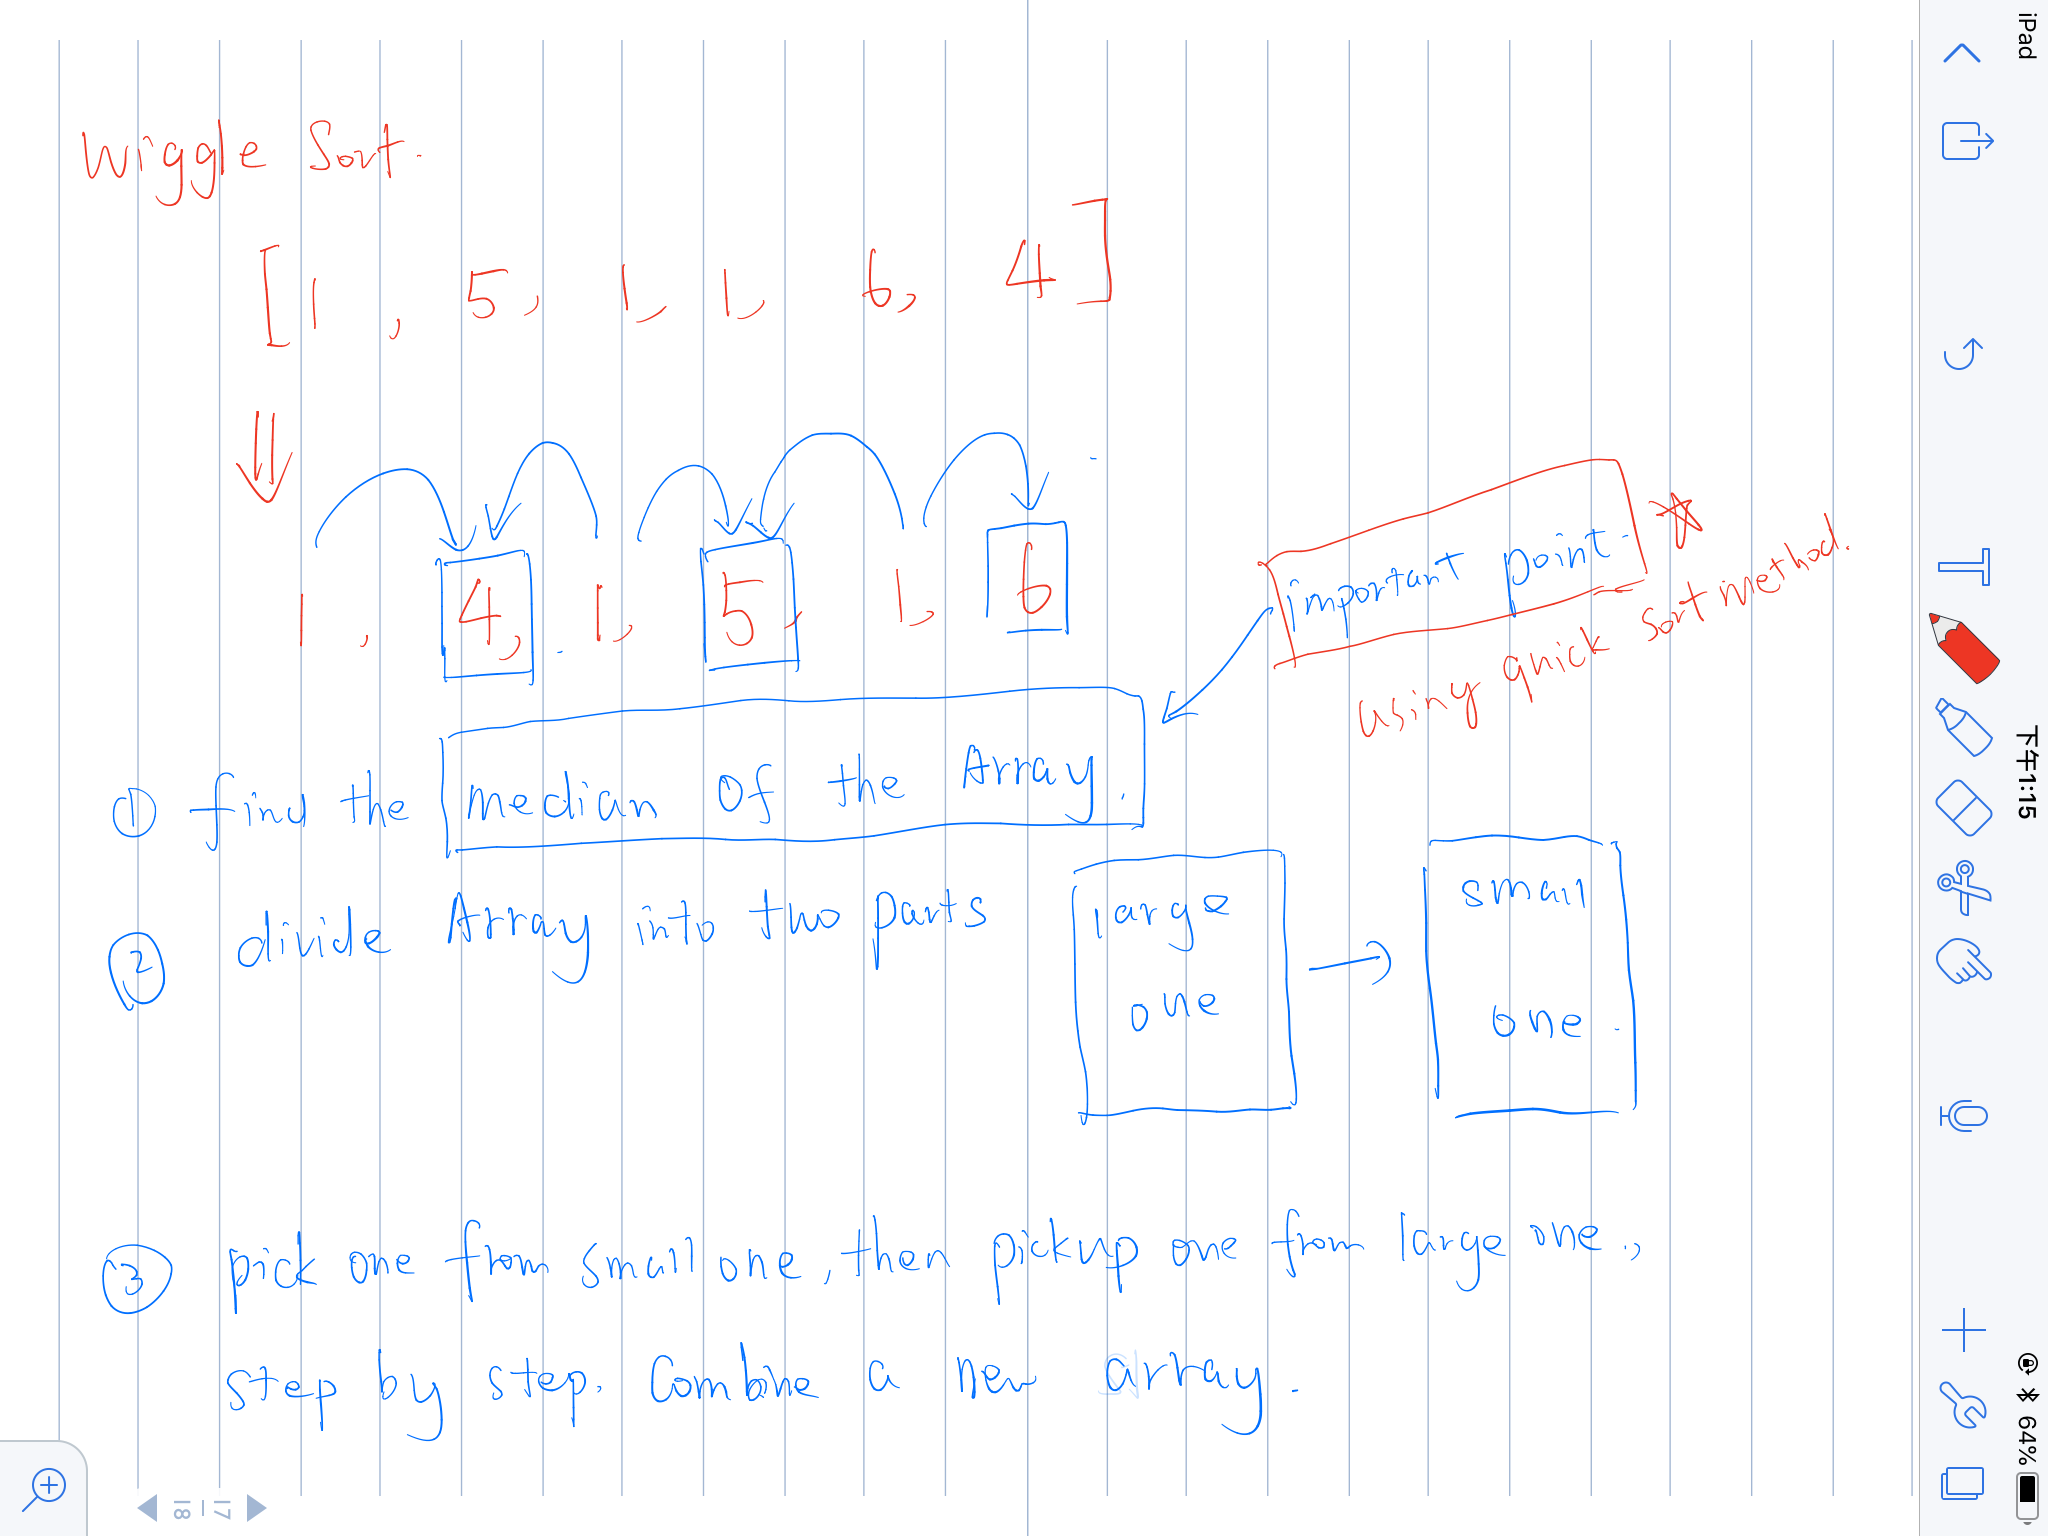 Wiggle Sort.
[1, 5, 1, 1, 6, 4]
1, 4, 1, 5, 1, 6
important point.
using quick sort method.
① find the median of the Array.
② divide Array into two parts
large one → small one.
③ pick one from small one, then pickup one from large one.,
step by step. Combine a new array.
iPad
下午1:15
64%
17
18